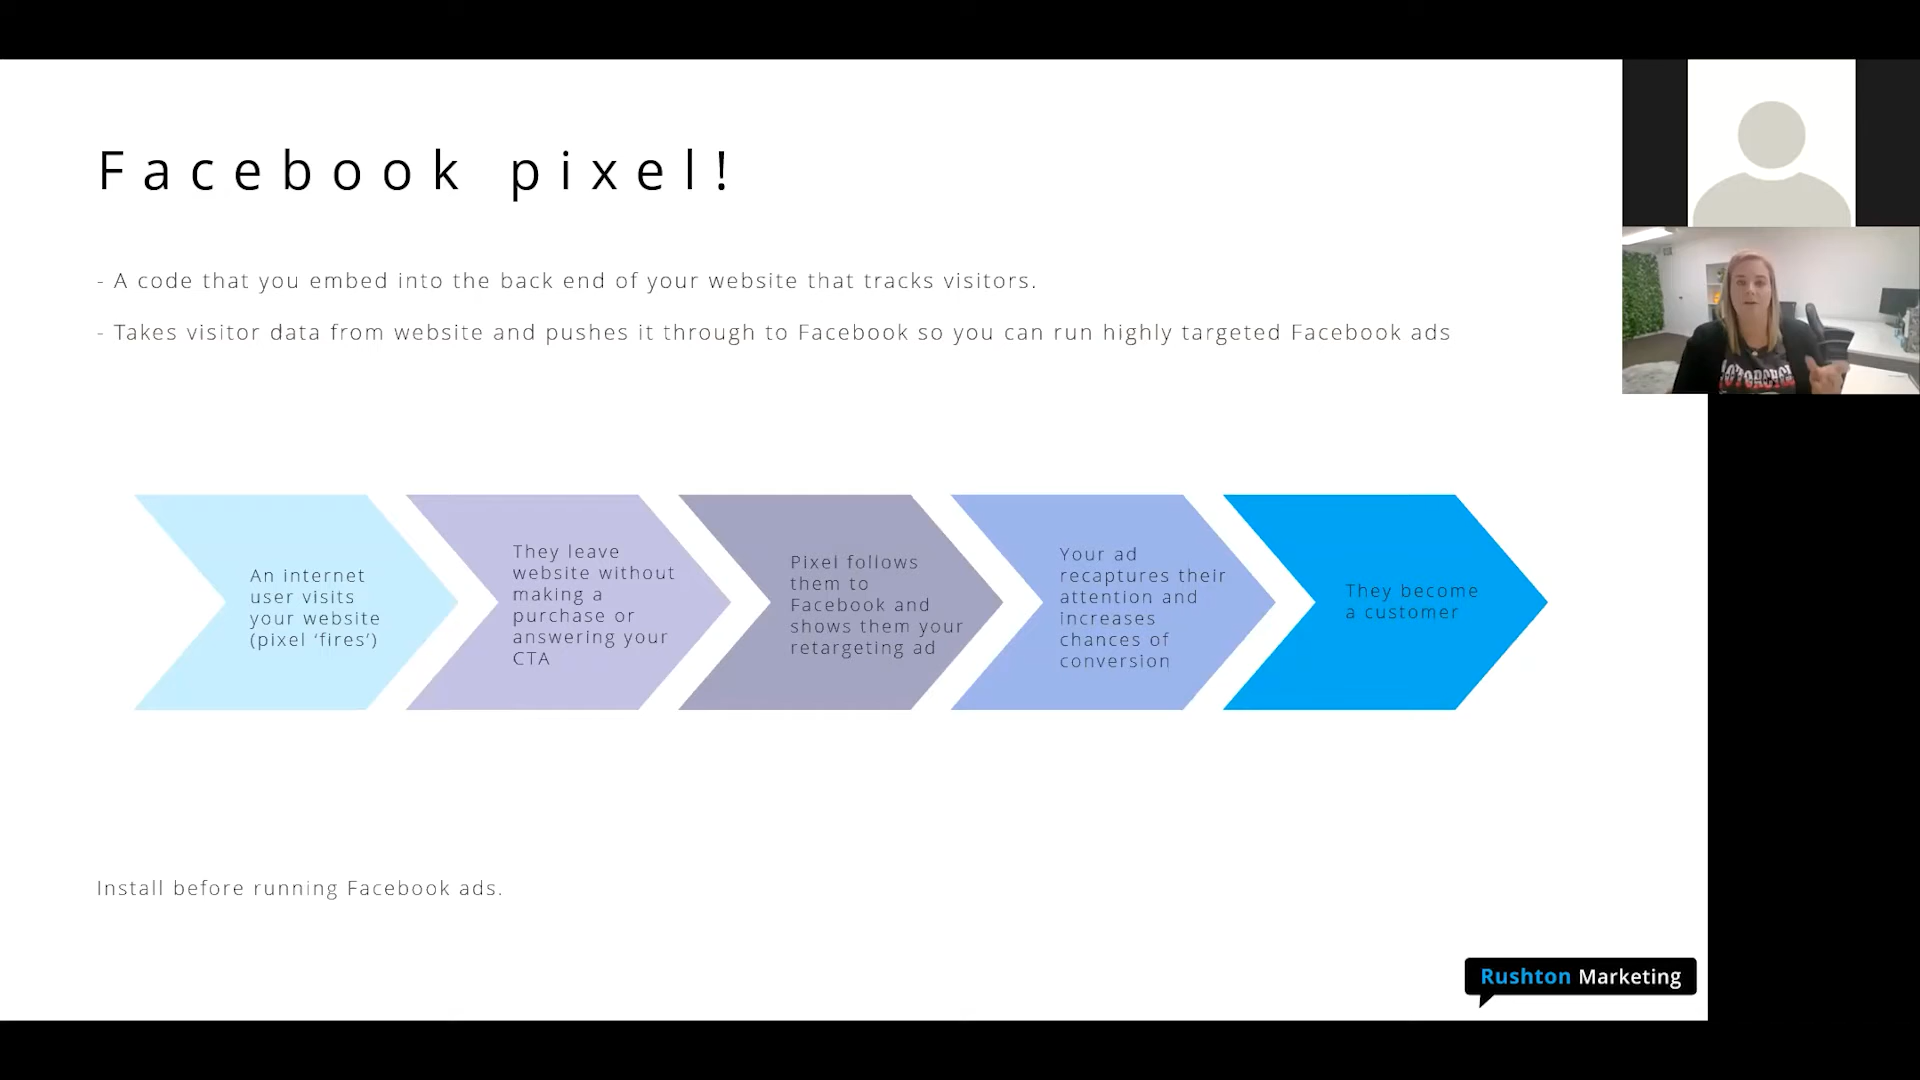 Facebook pixel!
- A code that you embed into the back end of your website that tracks visitors.
- Takes visitor data from website and pushes it through to Facebook so you can run highly targeted Facebook ads
An internet
user visits
your website
(pixel ‘fires’)
They leave
website without
making a
purchase or
answering your
CTA
Pixel follows
them to
Facebook and
shows them your
retargeting ad
Your ad
recaptures their
attention and
increases
chances of
conversion
They become
a customer
Install before running Facebook ads.
Rushton Marketing